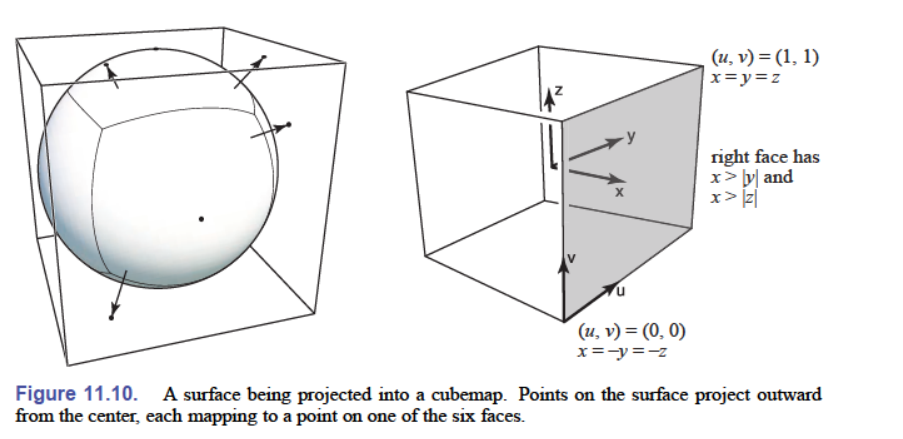 (u, v) = (1, 1)
x = y = z
z
y
right face has
x > |y| and
x > |z|
x
v
u
(u, v) = (0, 0)
x = –y = –z
Figure 11.10. A surface being projected into a cubemap. Points on the surface project outward
from the center, each mapping to a point on one of the six faces.